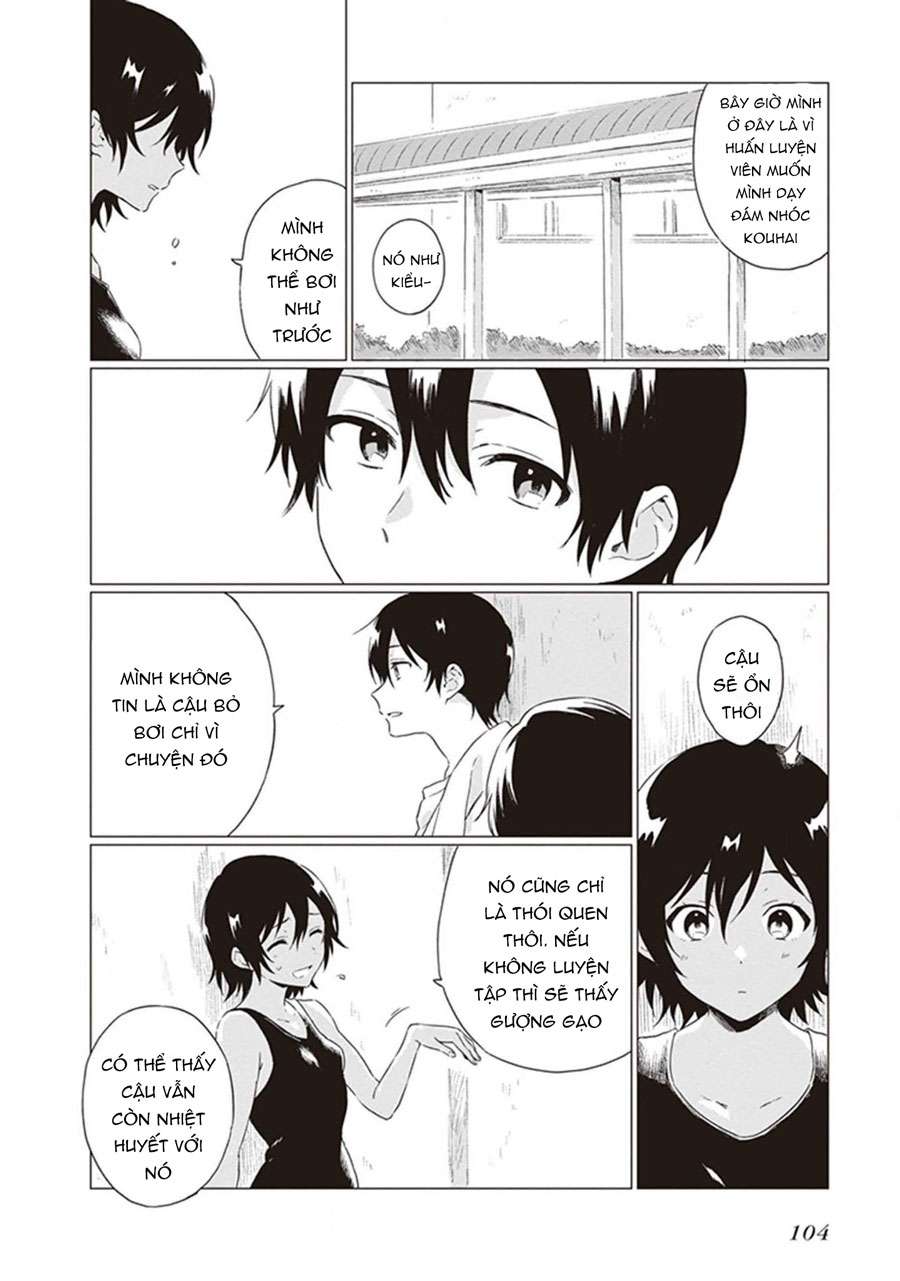 BÂY GIỜ MÌNH
Ở ĐÂY LÀ VÌ
HUẤN LUYỆN
VIÊN MUỐN
MÌNH DẠY
ĐÁM NHÓC
KOUHAI
NÓ NHƯ
KIỂU-
MÌNH
KHÔNG
THỂ BƠI
NHƯ
TRƯỚC
CẬU
SẼ ỔN
THÔI
MÌNH KHÔNG
TIN LÀ CẬU BỎ
BƠI CHỈ VÌ
CHUYỆN ĐÓ
NÓ CŨNG CHỈ
LÀ THÓI QUEN
THÔI. NẾU
KHÔNG LUYỆN
TẬP THÌ SẼ THẤY
GƯỢNG GẠO
CÓ THỂ THẤY
CẬU VẪN
CÒN NHIỆT
HUYẾT VỚI
NÓ
104